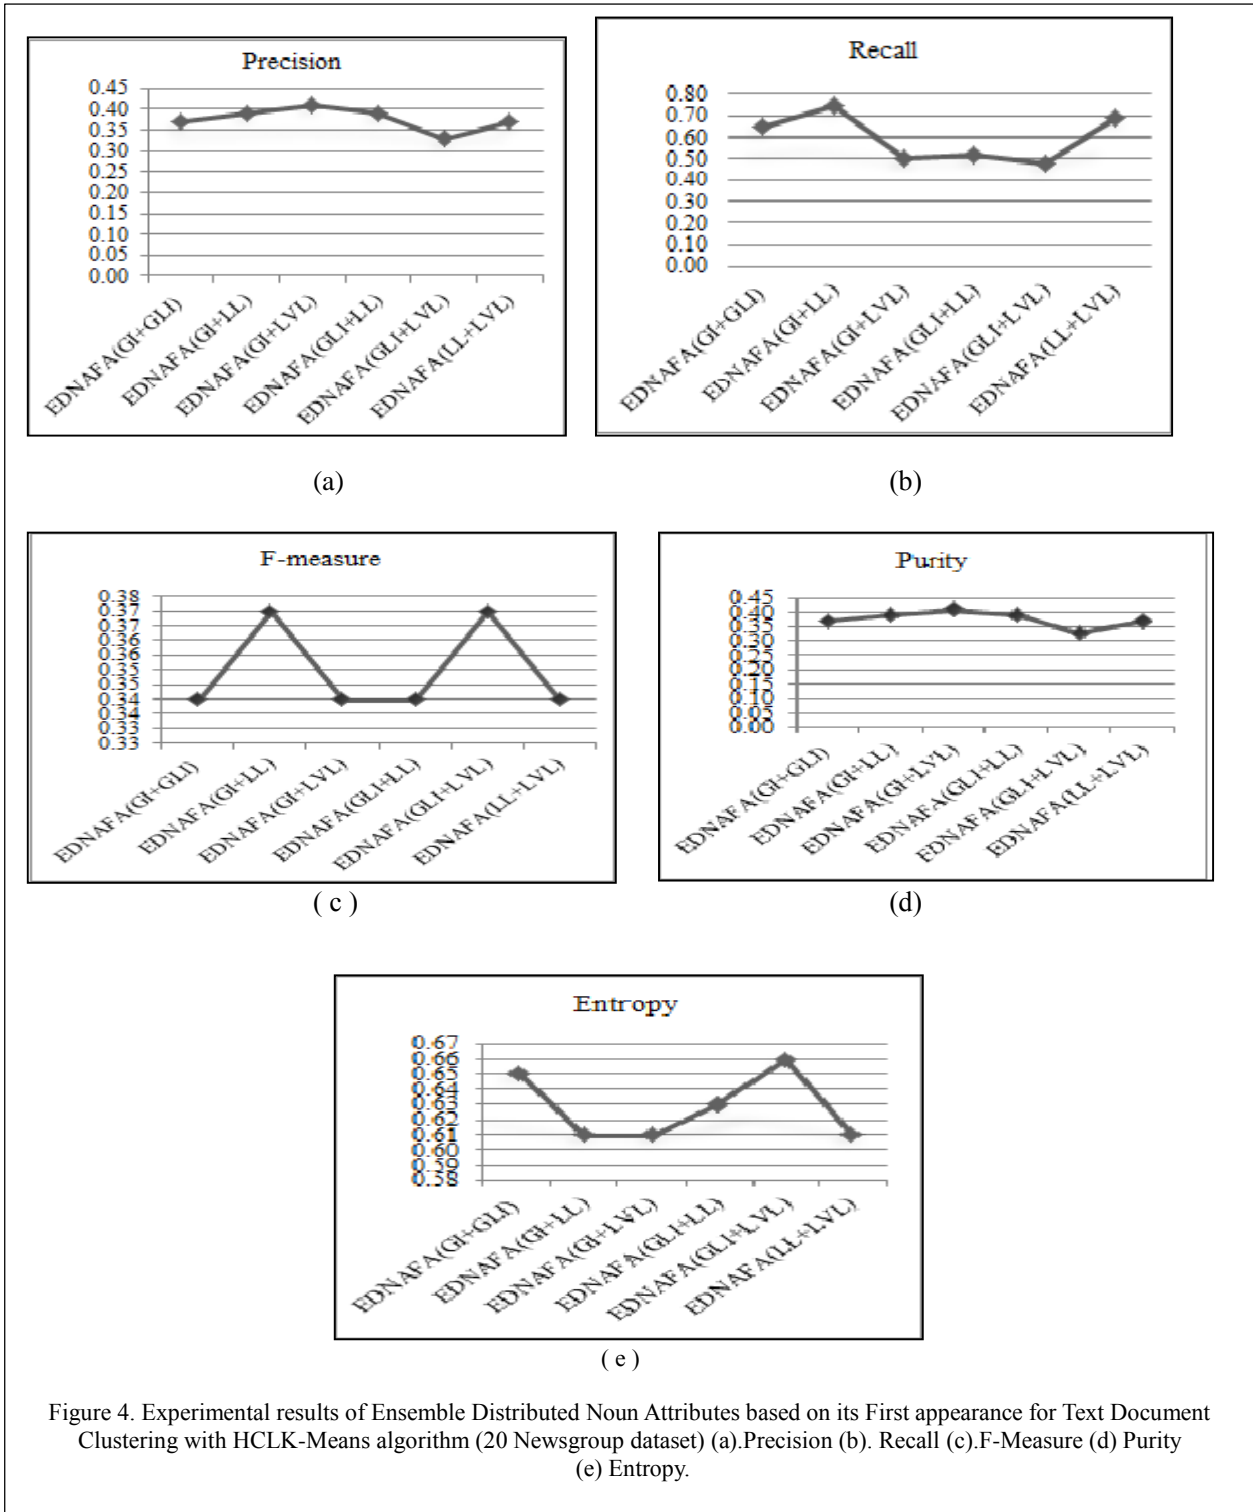 Precision
0.45
0.40
0.35
0.30
0.25
0.20
0.15
0.10
0.05
0.00
EDNAFA(GI+GLI)
EDNAFA(GI+LL)
EDNAFA(GI+LVL)
EDNAFA(GLI+LL)
EDNAFA(GLI+LVL)
EDNAFA(LL+LVL)
(a)
Recall
0.80
0.70
0.60
0.50
0.40
0.30
0.20
0.10
0.00
EDNAFA(GI+GLI)
EDNAFA(GI+LL)
EDNAFA(GI+LVL)
EDNAFA(GLI+LL)
EDNAFA(GLI+LVL)
EDNAFA(LL+LVL)
(b)
F-measure
0.38
0.37
0.37
0.36
0.36
0.35
0.35
0.34
0.34
0.33
0.33
EDNAFA(GI+GLI)
EDNAFA(GI+LL)
EDNAFA(GI+LVL)
EDNAFA(GLI+LL)
EDNAFA(GLI+LVL)
EDNAFA(LL+LVL)
( c )
Purity
0.45
0.40
0.35
0.30
0.25
0.20
0.15
0.10
0.05
0.00
EDNAFA(GI+GLI)
EDNAFA(GI+LL)
EDNAFA(GI+LVL)
EDNAFA(GLI+LL)
EDNAFA(GLI+LVL)
EDNAFA(LL+LVL)
(d)
Entropy
0.67
0.66
0.65
0.64
0.63
0.62
0.61
0.60
0.59
0.58
EDNAFA(GI+GLI)
EDNAFA(GI+LL)
EDNAFA(GI+LVL)
EDNAFA(GLI+LL)
EDNAFA(GLI+LVL)
EDNAFA(LL+LVL)
( e )
Figure 4. Experimental results of Ensemble Distributed Noun Attributes based on its First appearance for Text Document
Clustering with HCLK-Means algorithm (20 Newsgroup dataset) (a).Precision (b). Recall (c).F-Measure (d) Purity
(e) Entropy.